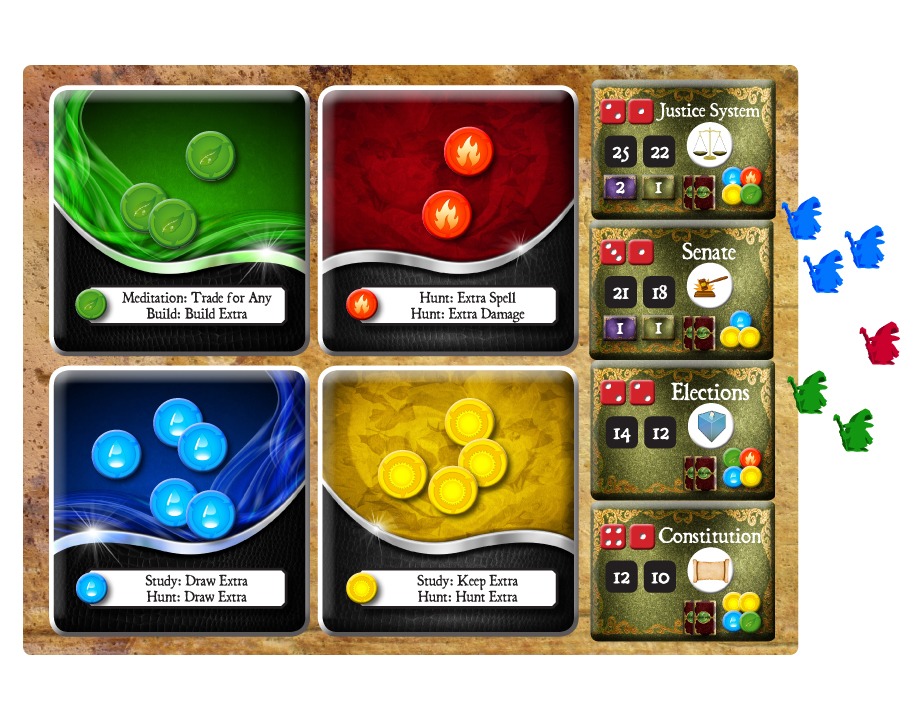 Meditation: Trade for Any
Build: Build Extra
Hunt: Extra Spell
Hunt: Extra Damage
Study: Draw Extra
Hunt: Draw Extra
Study: Keep Extra
Hunt: Hunt Extra
Justice System
25 22
2 1
Senate
21 18
1 1
Elections
14 12
Constitution
12 10